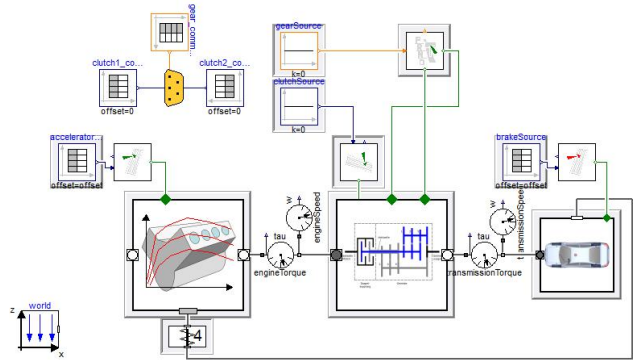 gear_comm...
clutch1_co...
clutch2_co...
offset=0
offset=0
gearSource
k=0
clutchSource
k=0
accelerator...
offset=offset
brakeSource
offset=offset
w
engineSpeed
tau
engineTorque
w
transmissionSpeed
tau
transmissionTorque
4
world
z
x